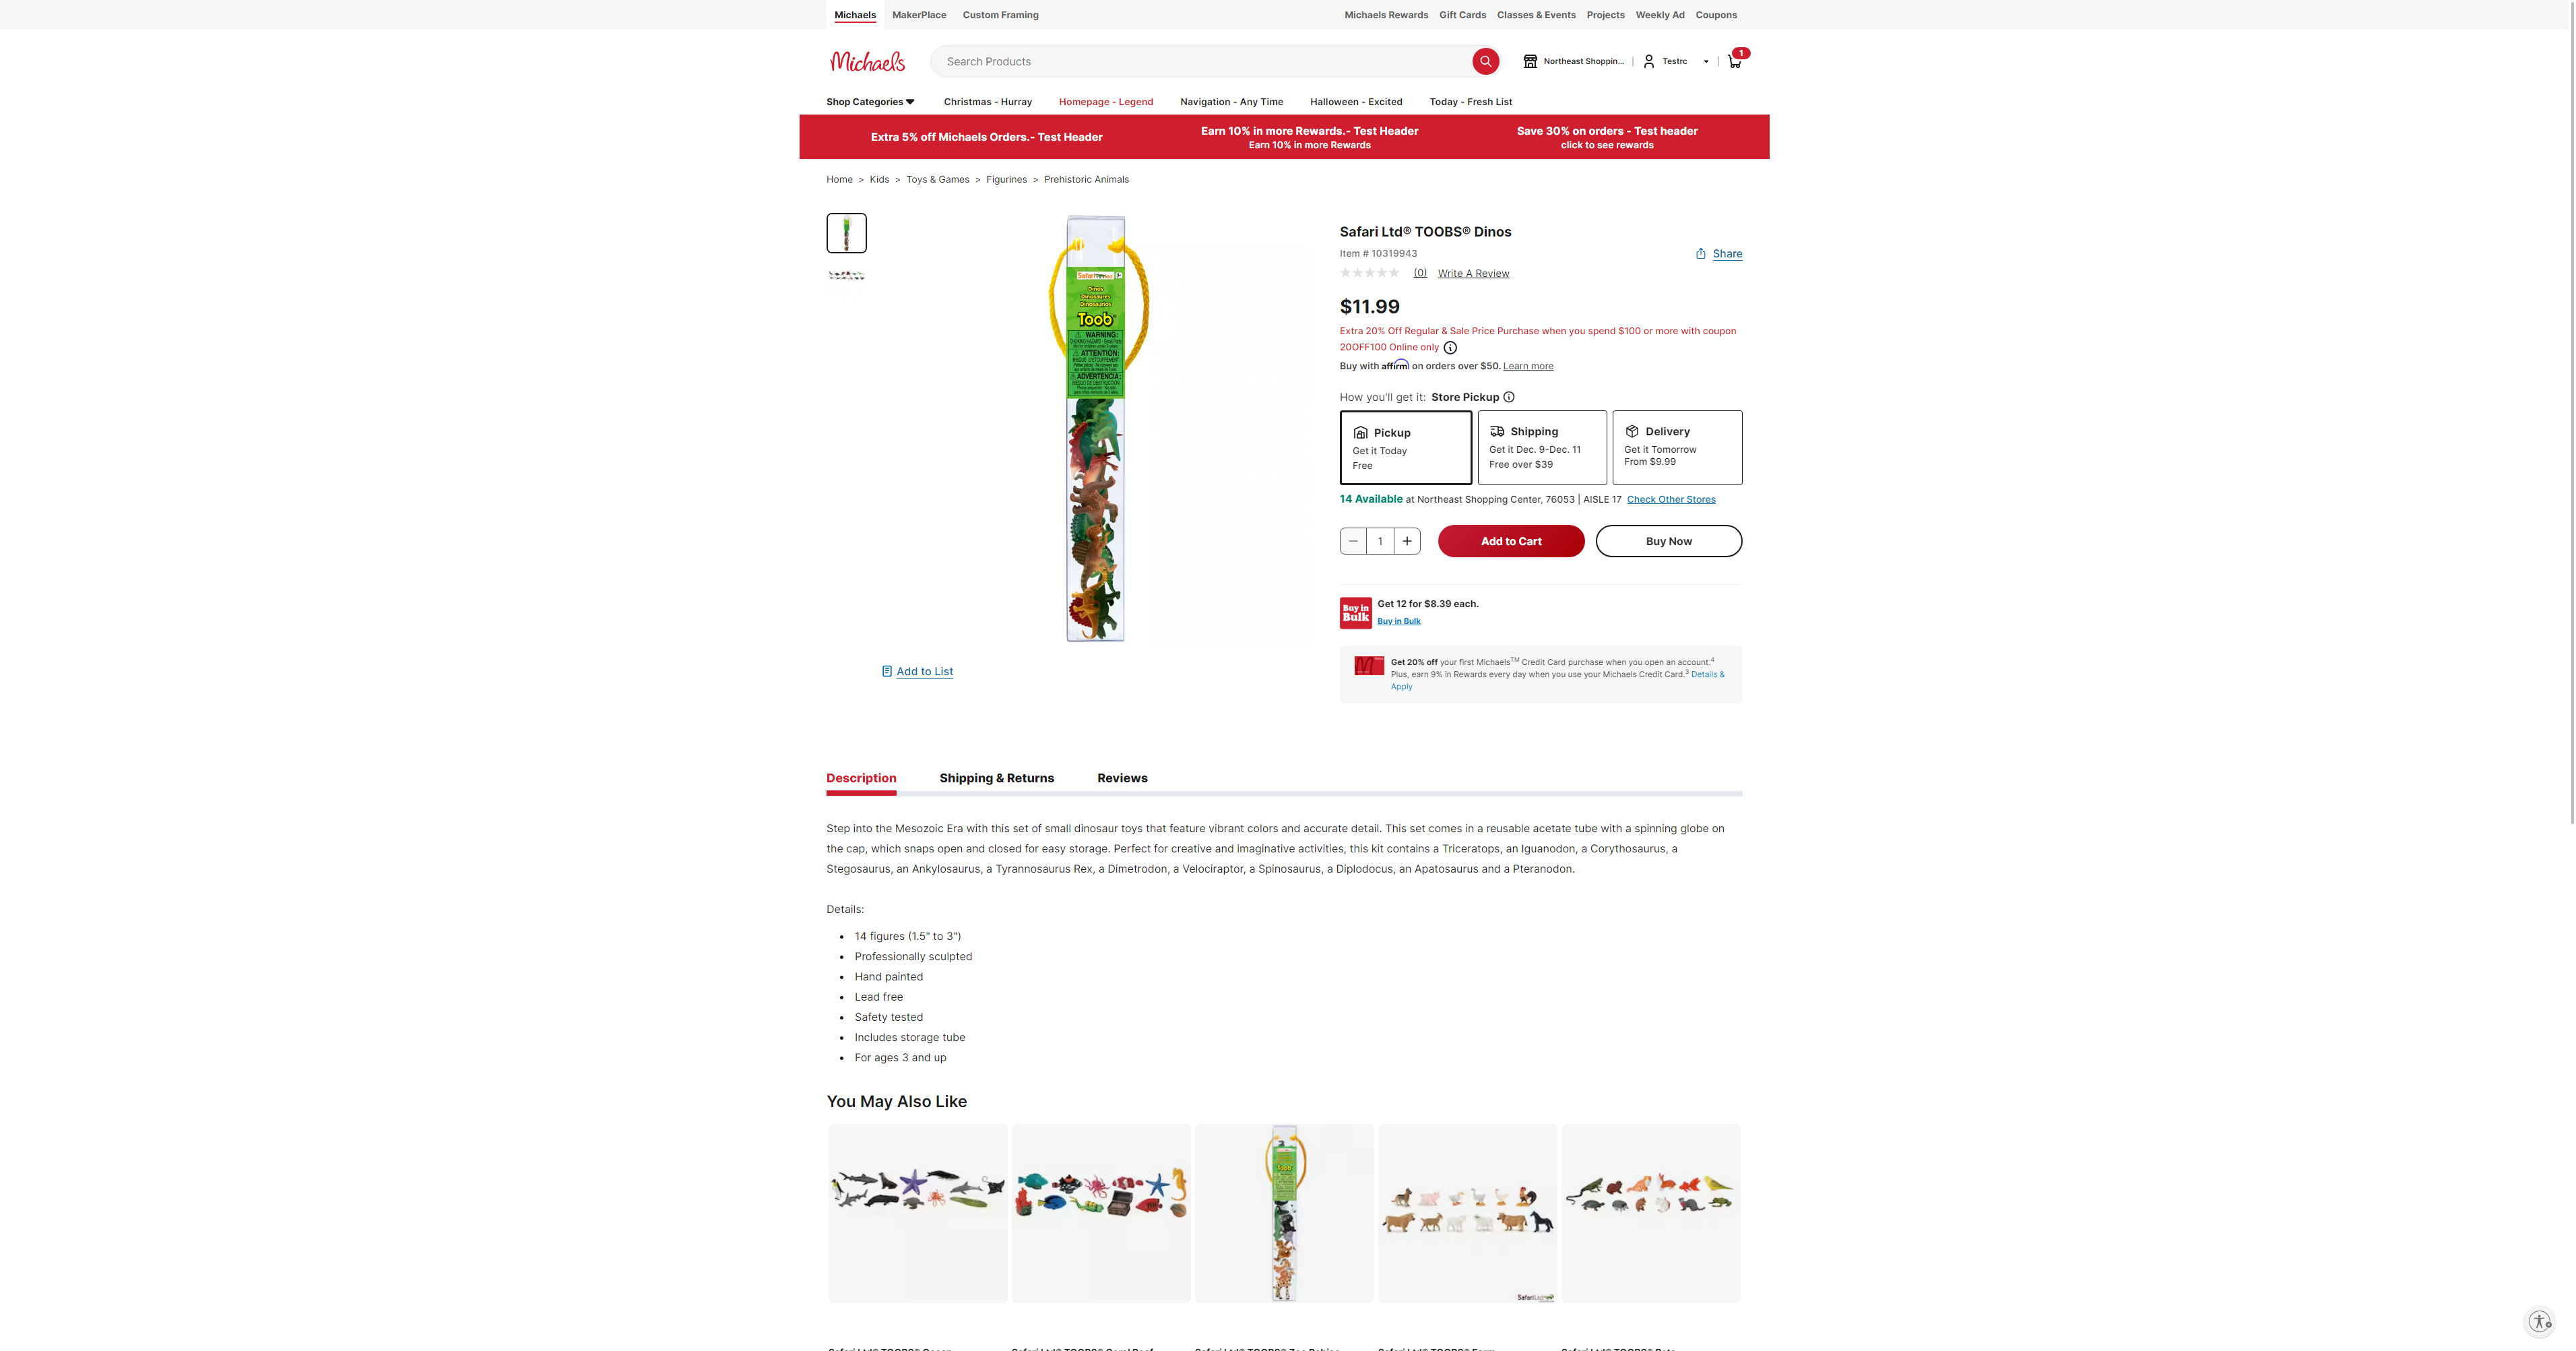 Michaels
MakerPlace
Custom Framing
Michaels Rewards
Gift Cards
Classes & Events
Projects
Weekly Ad
Coupons
Michaels
Search Products
Northeast Shoppin...
Testrc
1
Shop Categories
Christmas - Hurray
Homepage - Legend
Navigation - Any Time
Halloween - Excited
Today - Fresh List
Extra 5% off Michaels Orders.- Test Header
Earn 10% in more Rewards.- Test Header
Earn 10% in more Rewards
Save 30% on orders - Test header
click to see rewards
Home > Kids > Toys & Games > Figurines > Prehistoric Animals
Dinos
Dinosaures
Dinosaurios
Toob
WARNING:
ATTENTION:
ADVERTENCIA:
Add to List
Safari Ltd® TOOBS® Dinos
Item # 10319943
Share
(0) Write A Review
$11.99
Extra 20% Off Regular & Sale Price Purchase when you spend $100 or more with coupon
20OFF100 Online only
Buy with affirm on orders over $50. Learn more
How you'll get it: Store Pickup
Pickup
Get it Today
Free
Shipping
Get it Dec. 9-Dec. 11
Free over $39
Delivery
Get it Tomorrow
From $9.99
14 Available at Northeast Shopping Center, 76053 | AISLE 17 Check Other Stores
1
Add to Cart
Buy Now
Buy in
Bulk
Get 12 for $8.39 each.
Buy in Bulk
Get 20% off your first Michaels™ Credit Card purchase when you open an account.4
Plus, earn 9% in Rewards every day when you use your Michaels Credit Card.3 Details &
Apply
Description
Shipping & Returns
Reviews
Step into the Mesozoic Era with this set of small dinosaur toys that feature vibrant colors and accurate detail. This set comes in a reusable acetate tube with a spinning globe on
the cap, which snaps open and closed for easy storage. Perfect for creative and imaginative activities, this kit contains a Triceratops, an Iguanodon, a Corythosaurus, a
Stegosaurus, an Ankylosaurus, a Tyrannosaurus Rex, a Dimetrodon, a Velociraptor, a Spinosaurus, a Diplodocus, an Apatosaurus and a Pteranodon.
Details:
14 figures (1.5" to 3")
Professionally sculpted
Hand painted
Lead free
Safety tested
Includes storage tube
For ages 3 and up
You May Also Like